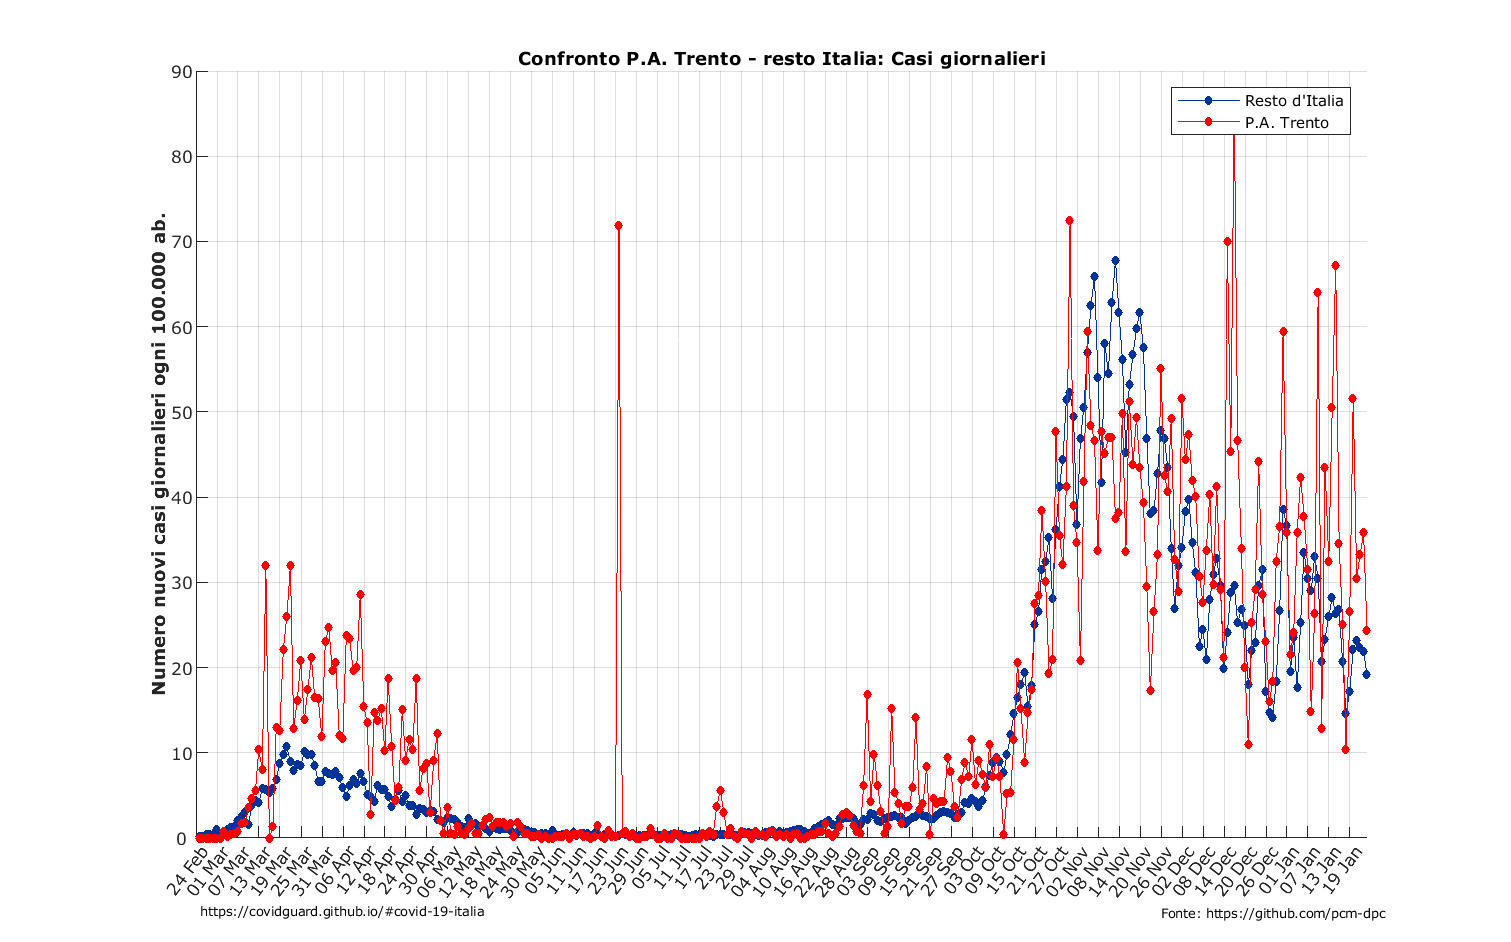 Confronto P.A. Trento - resto Italia: Casi giornalieri
Resto d'Italia
P.A. Trento
Numero nuovi casi giornalieri ogni 100.000 ab.
90
80
70
60
50
40
30
20
10
0
24 Feb
01 Mar
07 Mar
13 Mar
19 Mar
25 Mar
31 Mar
06 Apr
12 Apr
18 Apr
24 Apr
30 Apr
06 May
12 May
18 May
24 May
30 May
05 Jun
11 Jun
17 Jun
23 Jun
29 Jun
05 Jul
11 Jul
17 Jul
23 Jul
29 Jul
04 Aug
10 Aug
16 Aug
22 Aug
28 Aug
03 Sep
09 Sep
15 Sep
21 Sep
27 Sep
03 Oct
09 Oct
15 Oct
21 Oct
27 Oct
02 Nov
08 Nov
14 Nov
20 Nov
26 Nov
02 Dec
08 Dec
14 Dec
20 Dec
26 Dec
01 Jan
07 Jan
13 Jan
19 Jan
https://covidguard.github.io/#covid-19-italia
Fonte: https://github.com/pcm-dpc